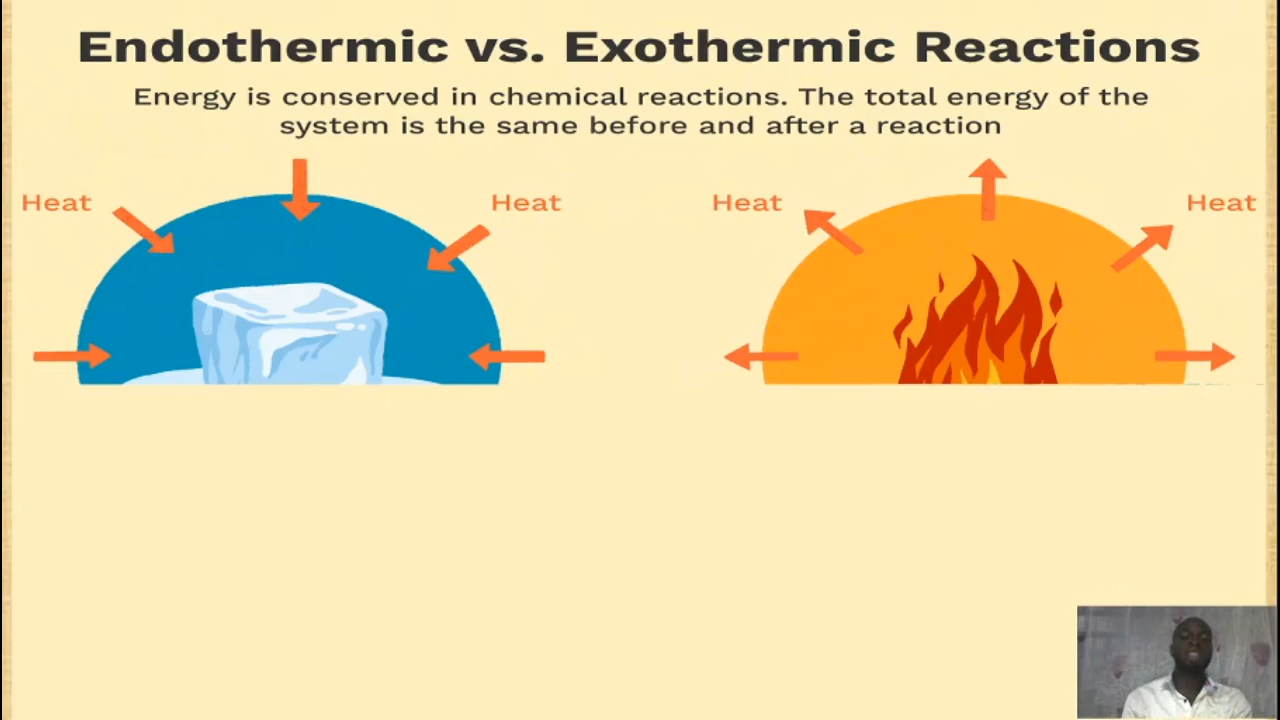 Endothermic vs. Exothermic Reactions
Energy is conserved in chemical reactions. The total energy of the
system is the same before and after a reaction
Heat
Heat
Heat
Heat